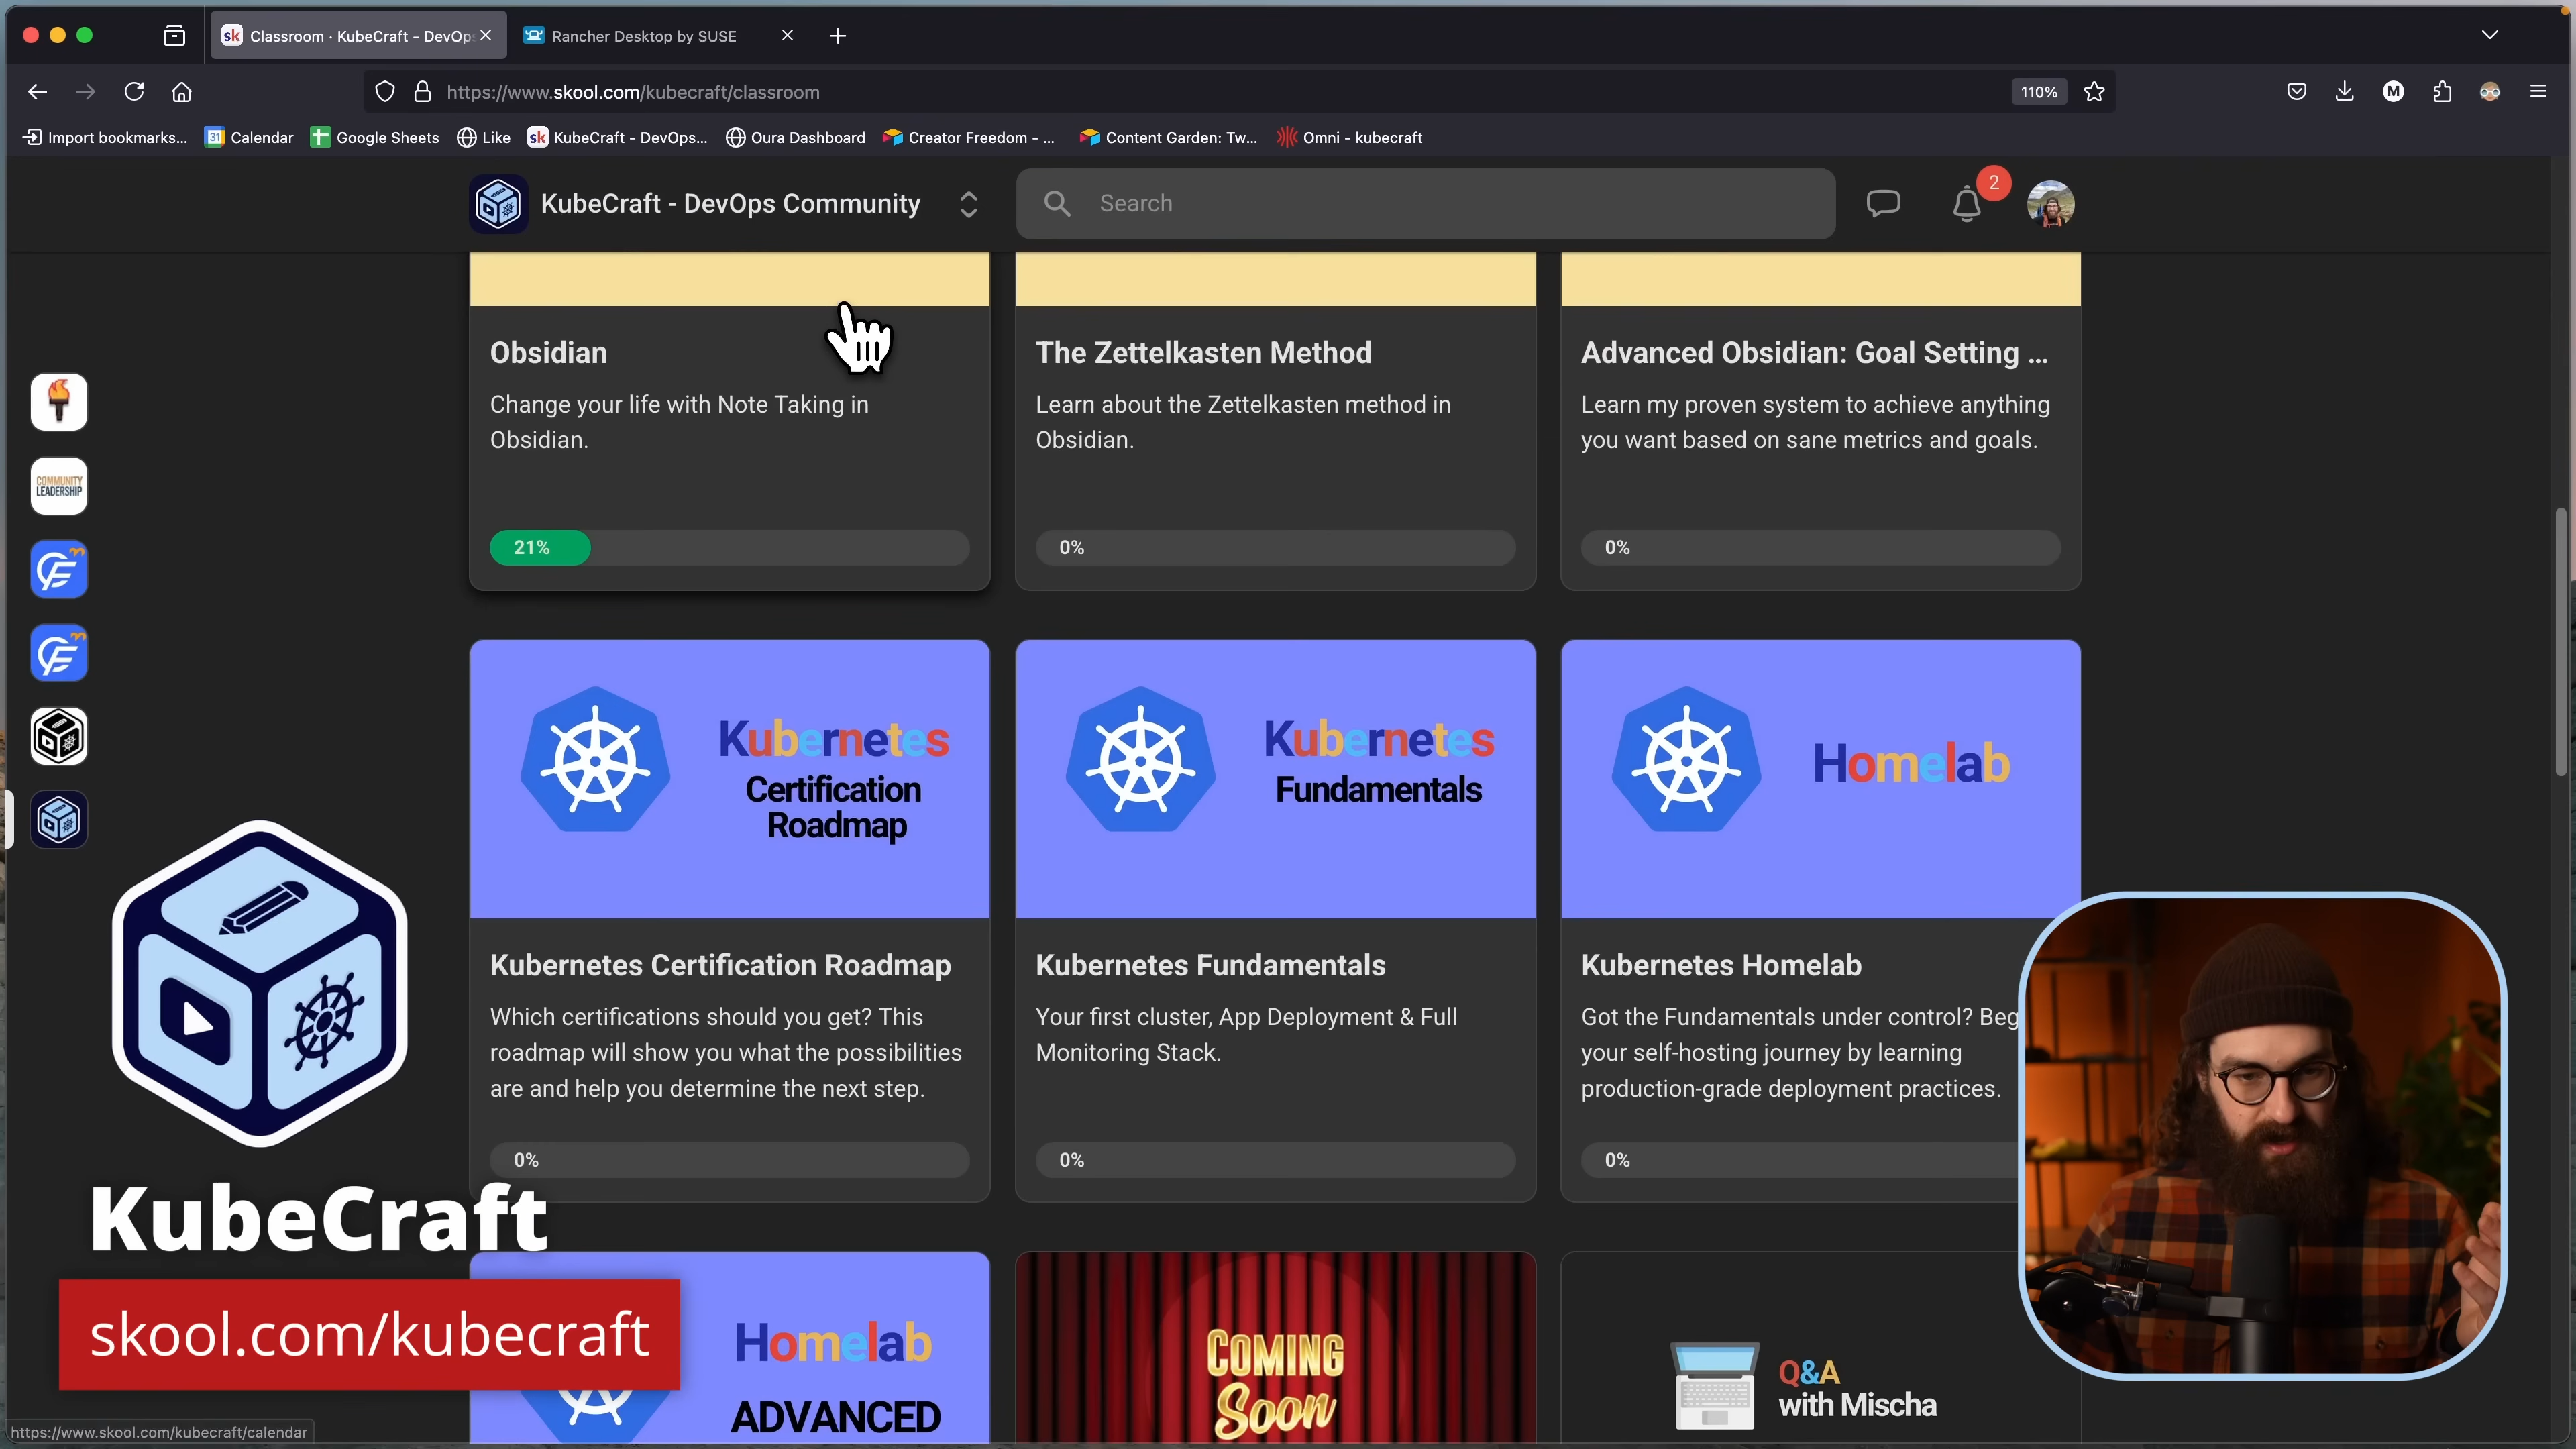 sk Classroom · KubeCraft - DevOps
Rancher Desktop by SUSE
https://www.skool.com/kubecraft/classroom
110%
M
Import bookmarks...
31 Calendar
Google Sheets
Like
sk KubeCraft - DevOps...
Oura Dashboard
Creator Freedom - ...
Content Garden: Tw...
Omni - kubecraft
KubeCraft - DevOps Community
Search
2
Obsidian
Change your life with Note Taking in
Obsidian.
21%
The Zettelkasten Method
Learn about the Zettelkasten method in
Obsidian.
0%
Advanced Obsidian: Goal Setting ...
Learn my proven system to achieve anything
you want based on sane metrics and goals.
0%
COMMUNITY
LEADERSHIP
Kubernetes
Certification
Roadmap
Kubernetes Certification Roadmap
Which certifications should you get? This
roadmap will show you what the possibilities
are and help you determine the next step.
0%
Kubernetes
Fundamentals
Kubernetes Fundamentals
Your first cluster, App Deployment & Full
Monitoring Stack.
0%
Homelab
Kubernetes Homelab
Got the Fundamentals under control? Beg
your self-hosting journey by learning
production-grade deployment practices.
0%
KubeCraft
skool.com/kubecraft
Homelab
ADVANCED
COMING
Soon
Q&A
with Mischa
https://www.skool.com/kubecraft/calendar